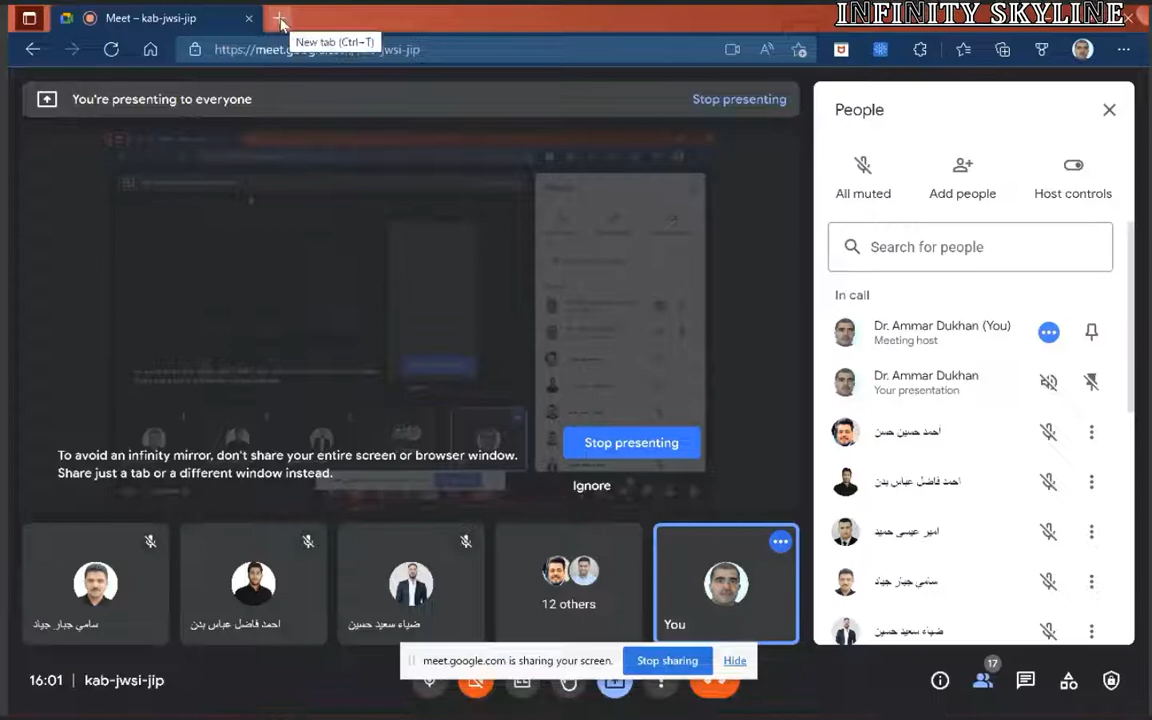 Meet – kab-jwsi-jip
INFINITY SKYLINE
New tab (Ctrl+T)
https://meet.goo
wsi-jip
You're presenting to everyone
Stop presenting
People
All muted
Add people
Host controls
Search for people
In call
Dr. Ammar Dukhan (You)
Meeting host
Dr. Ammar Dukhan
Your presentation
احمد حسين حسن
احمد فاضل عباس بدن
امير عيسى حميد
سامي جبار جياد
ضياء سعيد حسين
To avoid an infinity mirror, don't share your entire screen or browser window.
Share just a tab or a different window instead.
Stop presenting
Ignore
سامي جبار جياد
احمد فاضل عباس بدن
ضياء سعيد حسين
12 others
You
meet.google.com is sharing your screen.
Stop sharing
Hide
16:01
kab-jwsi-jip
17